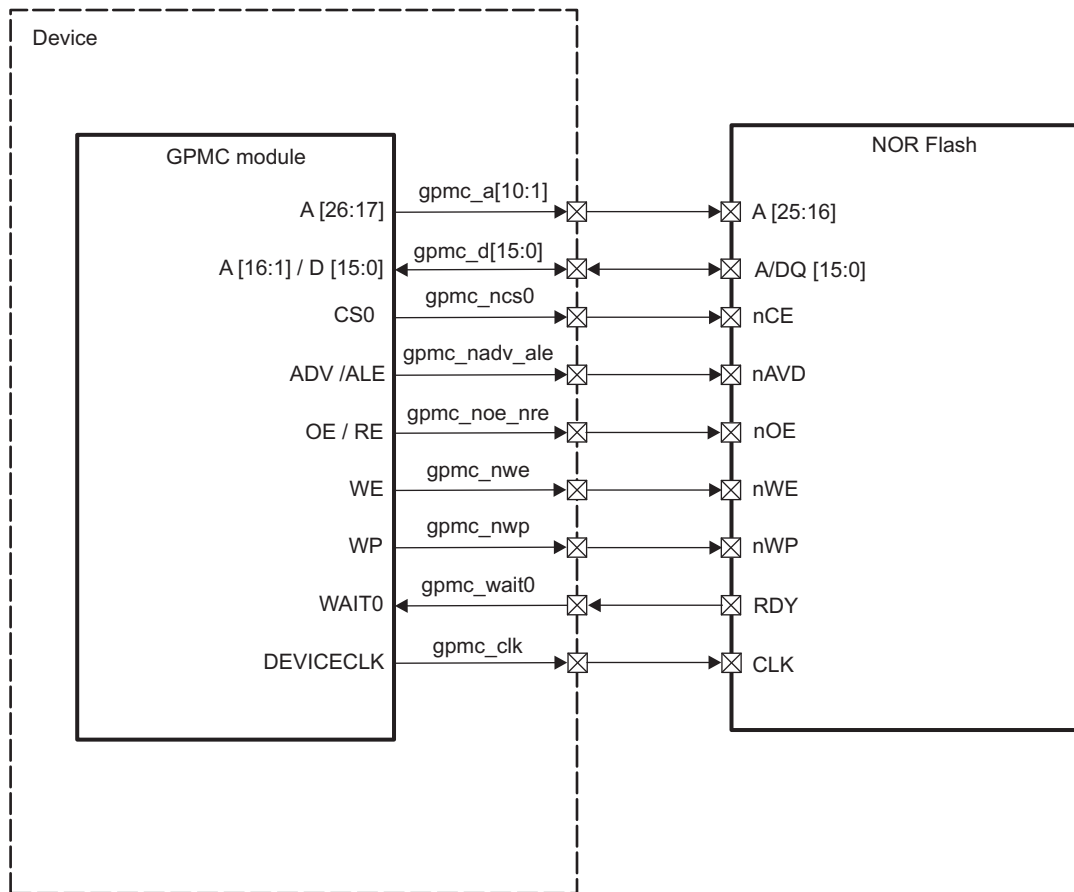 Device
GPMC module
NOR Flash
A [26:17]
gpmc_a[10:1]
A [25:16]
A [16:1] / D [15:0]
gpmc_d[15:0]
A/DQ [15:0]
CS0
gpmc_ncs0
nCE
ADV /ALE
gpmc_nadv_ale
nAVD
OE / RE
gpmc_noe_nre
nOE
WE
gpmc_nwe
nWE
WP
gpmc_nwp
nWP
WAIT0
gpmc_wait0
RDY
DEVICECLK
gpmc_clk
CLK